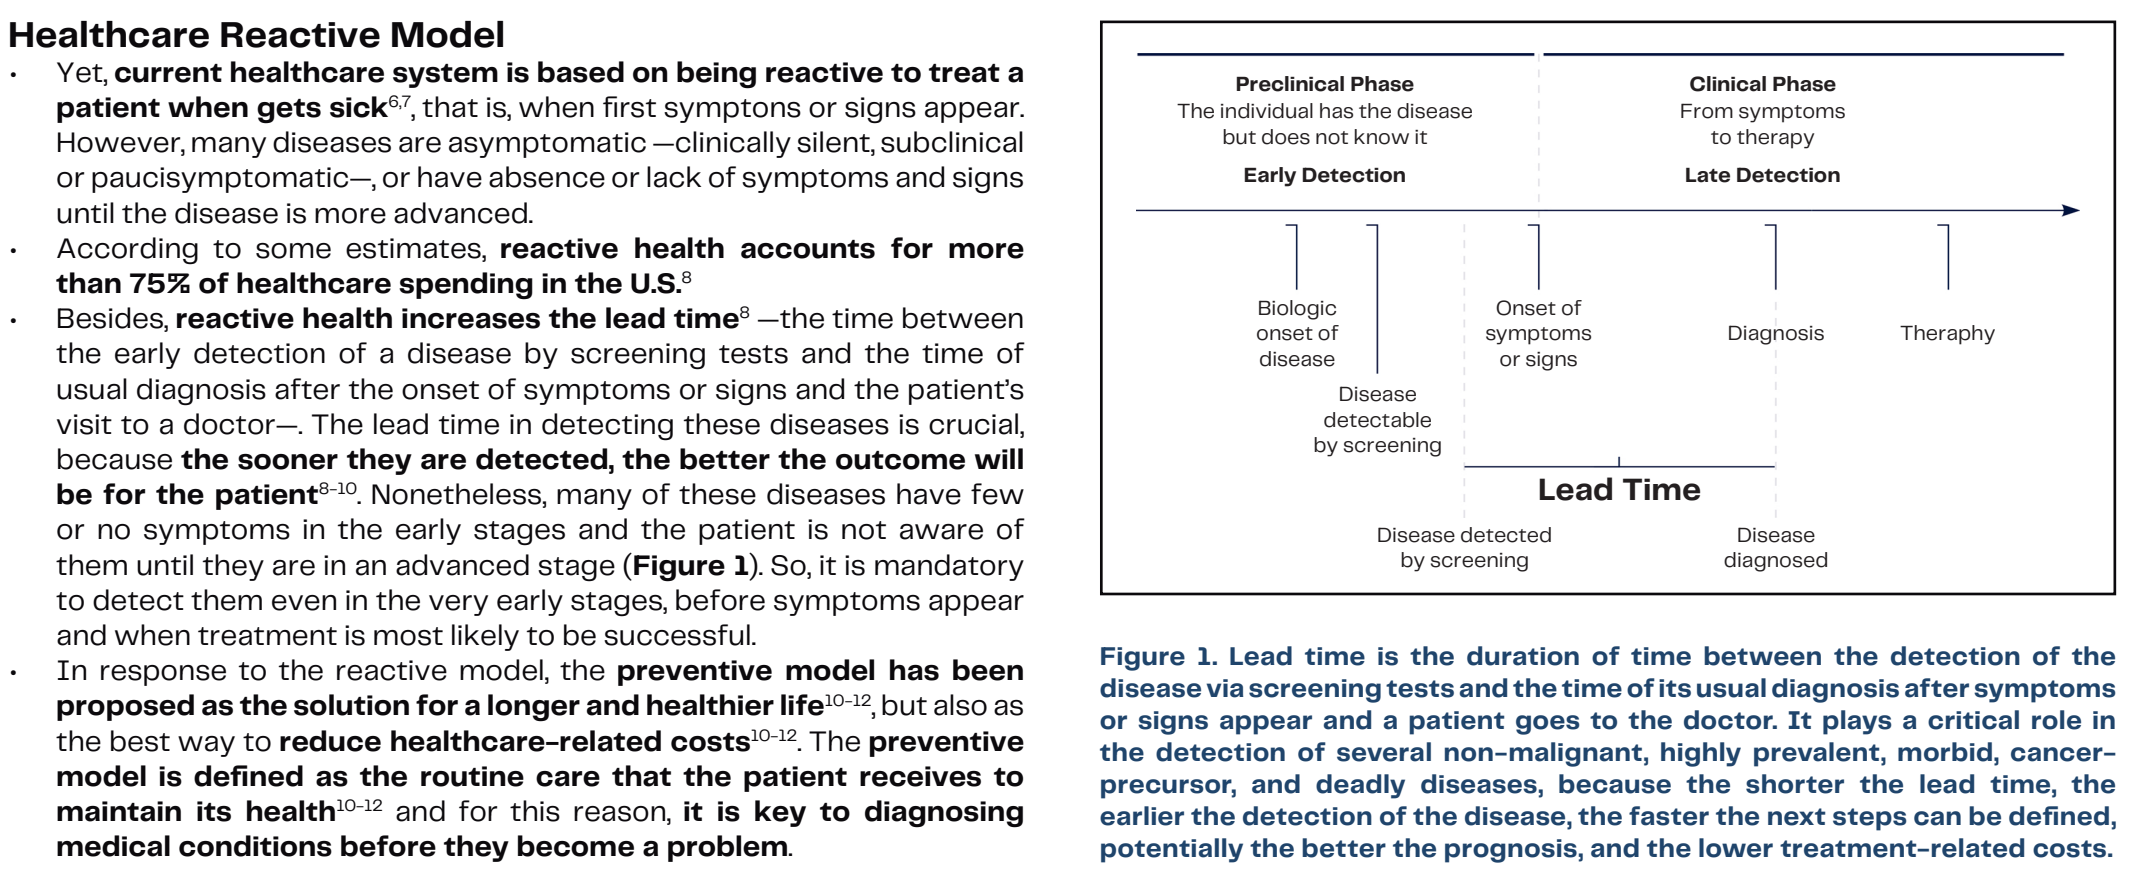 Healthcare Reactive Model
• Yet, current healthcare system is based on being reactive to treat a
patient when gets sick6,7, that is, when first symptons or signs appear.
However, many diseases are asymptomatic —clinically silent, subclinical
or paucisymptomatic—, or have absence or lack of symptoms and signs
until the disease is more advanced.
• According to some estimates, reactive health accounts for more
than 75% of healthcare spending in the U.S.8
• Besides, reactive health increases the lead time8 —the time between
the early detection of a disease by screening tests and the time of
usual diagnosis after the onset of symptoms or signs and the patient’s
visit to a doctor—. The lead time in detecting these diseases is crucial,
because the sooner they are detected, the better the outcome will
be for the patient8-10. Nonetheless, many of these diseases have few
or no symptoms in the early stages and the patient is not aware of
them until they are in an advanced stage (Figure 1). So, it is mandatory
to detect them even in the very early stages, before symptoms appear
and when treatment is most likely to be successful.
• In response to the reactive model, the preventive model has been
proposed as the solution for a longer and healthier life10-12, but also as
the best way to reduce healthcare-related costs10-12. The preventive
model is defined as the routine care that the patient receives to
maintain its health10-12 and for this reason, it is key to diagnosing
medical conditions before they become a problem.
Preclinical Phase
The individual has the disease
but does not know it
Early Detection
Clinical Phase
From symptoms
to therapy
Late Detection
Biologic
onset of
disease
Disease
detectable
by screening
Onset of
symptoms
or signs
Diagnosis
Theraphy
Lead Time
Disease detected
by screening
Disease
diagnosed
Figure 1. Lead time is the duration of time between the detection of the
disease via screening tests and the time of its usual diagnosis after symptoms
or signs appear and a patient goes to the doctor. It plays a critical role in
the detection of several non-malignant, highly prevalent, morbid, cancer-
precursor, and deadly diseases, because the shorter the lead time, the
earlier the detection of the disease, the faster the next steps can be defined,
potentially the better the prognosis, and the lower treatment-related costs.